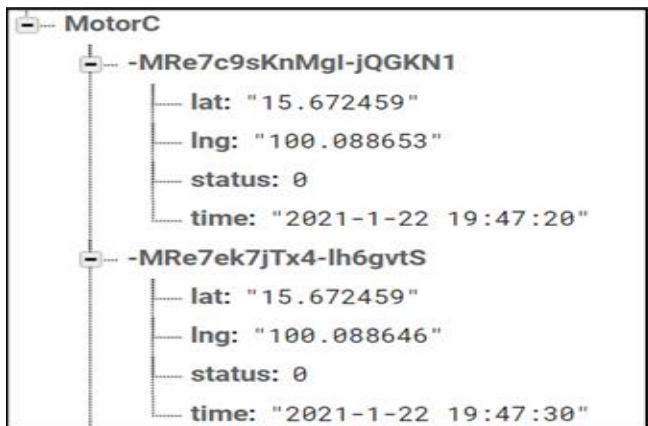 MotorC
-MRe7c9sKnMgI-jQGKN1
lat: "15.672459"
lng: "100.088653"
status: 0
time: "2021-1-22 19:47:20"
-MRe7ek7jTx4-lh6gvtS
lat: "15.672459"
lng: "100.088646"
status: 0
time: "2021-1-22 19:47:30"